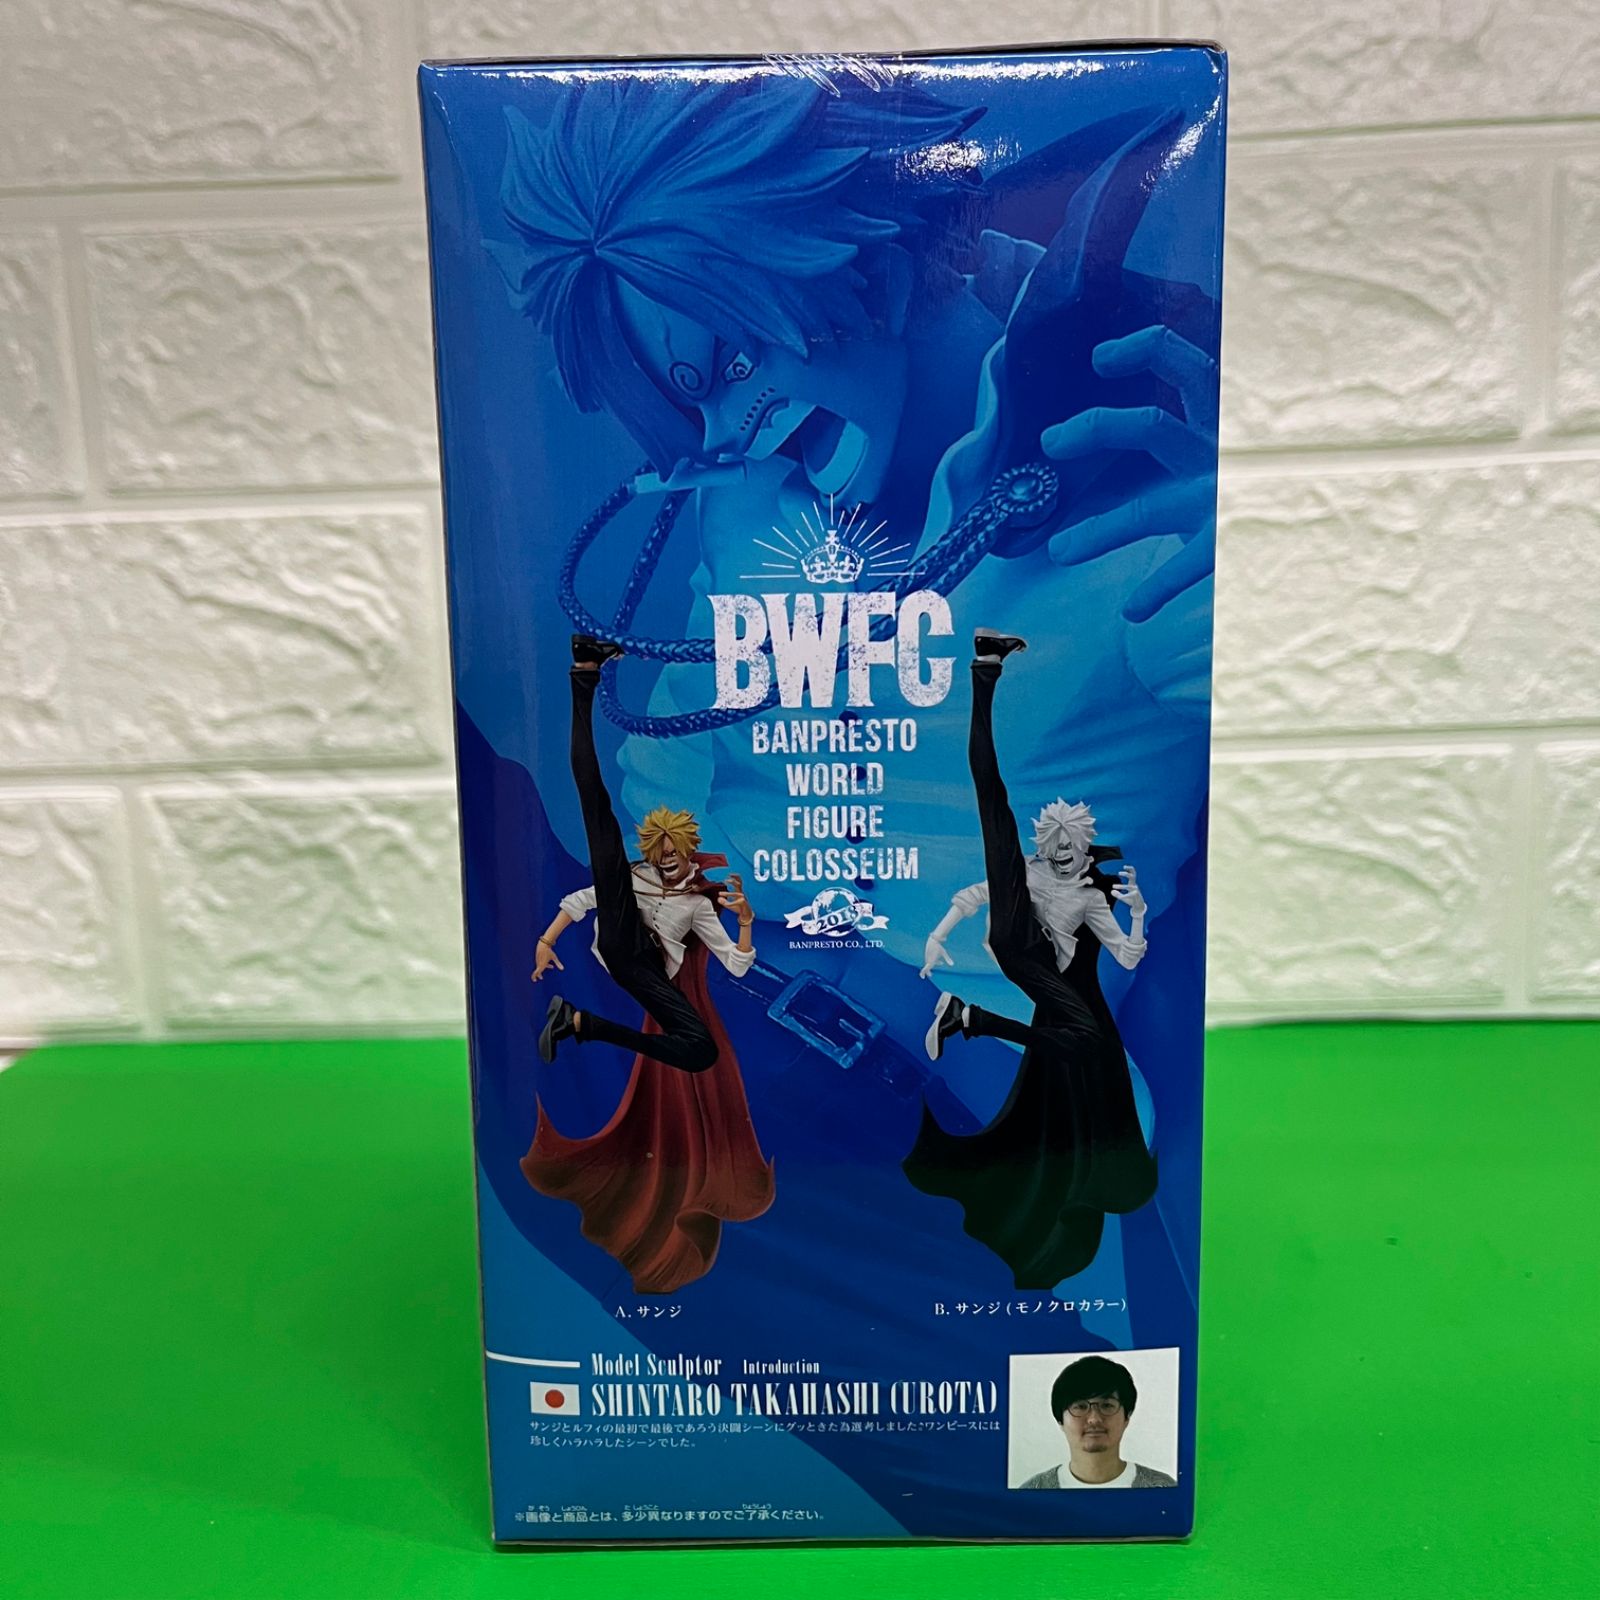 BWFC
BANPRESTO
WORLD
FIGURE
COLOSSEUM
2018
BANPRESTO CO., LTD.
A. サンジ
B. サンジ (モノクロカラー)
Model Sculptor Introduction
SHINTARO TAKAHASHI (UROTA)
サンジとルフィの最初で最後であろう決闘シーンにグッときた為選考しました♪ワンピースには
珍しくハラハラしたシーンでした。
※画像と商品とは、多少異なりますのでご了承ください。